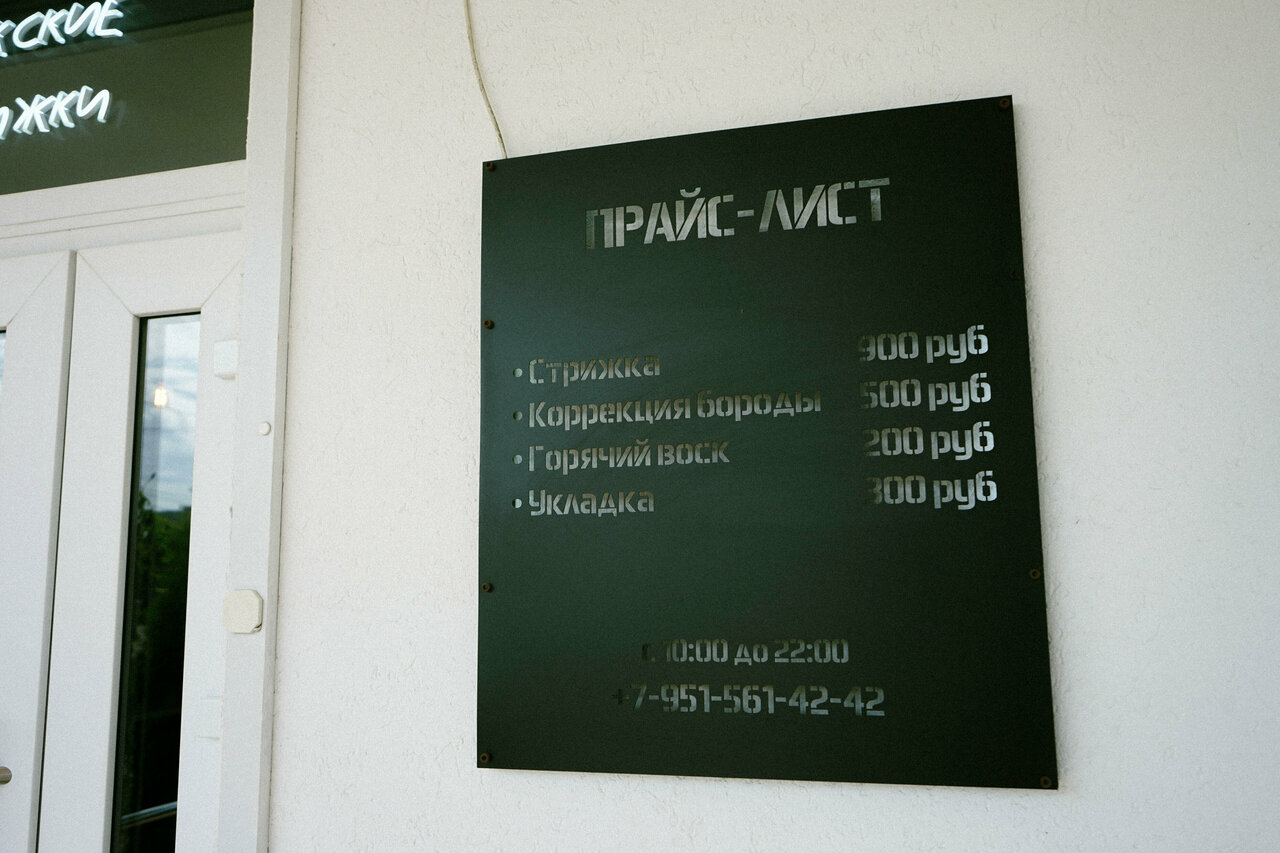 ПРАЙС-ЛИСТ
• Стрижка 900 руб
• Коррекция бороды 500 руб
• Горячий воск 200 руб
• Укладка 300 руб
с 10:00 до 22:00
+7-951-561-42-42